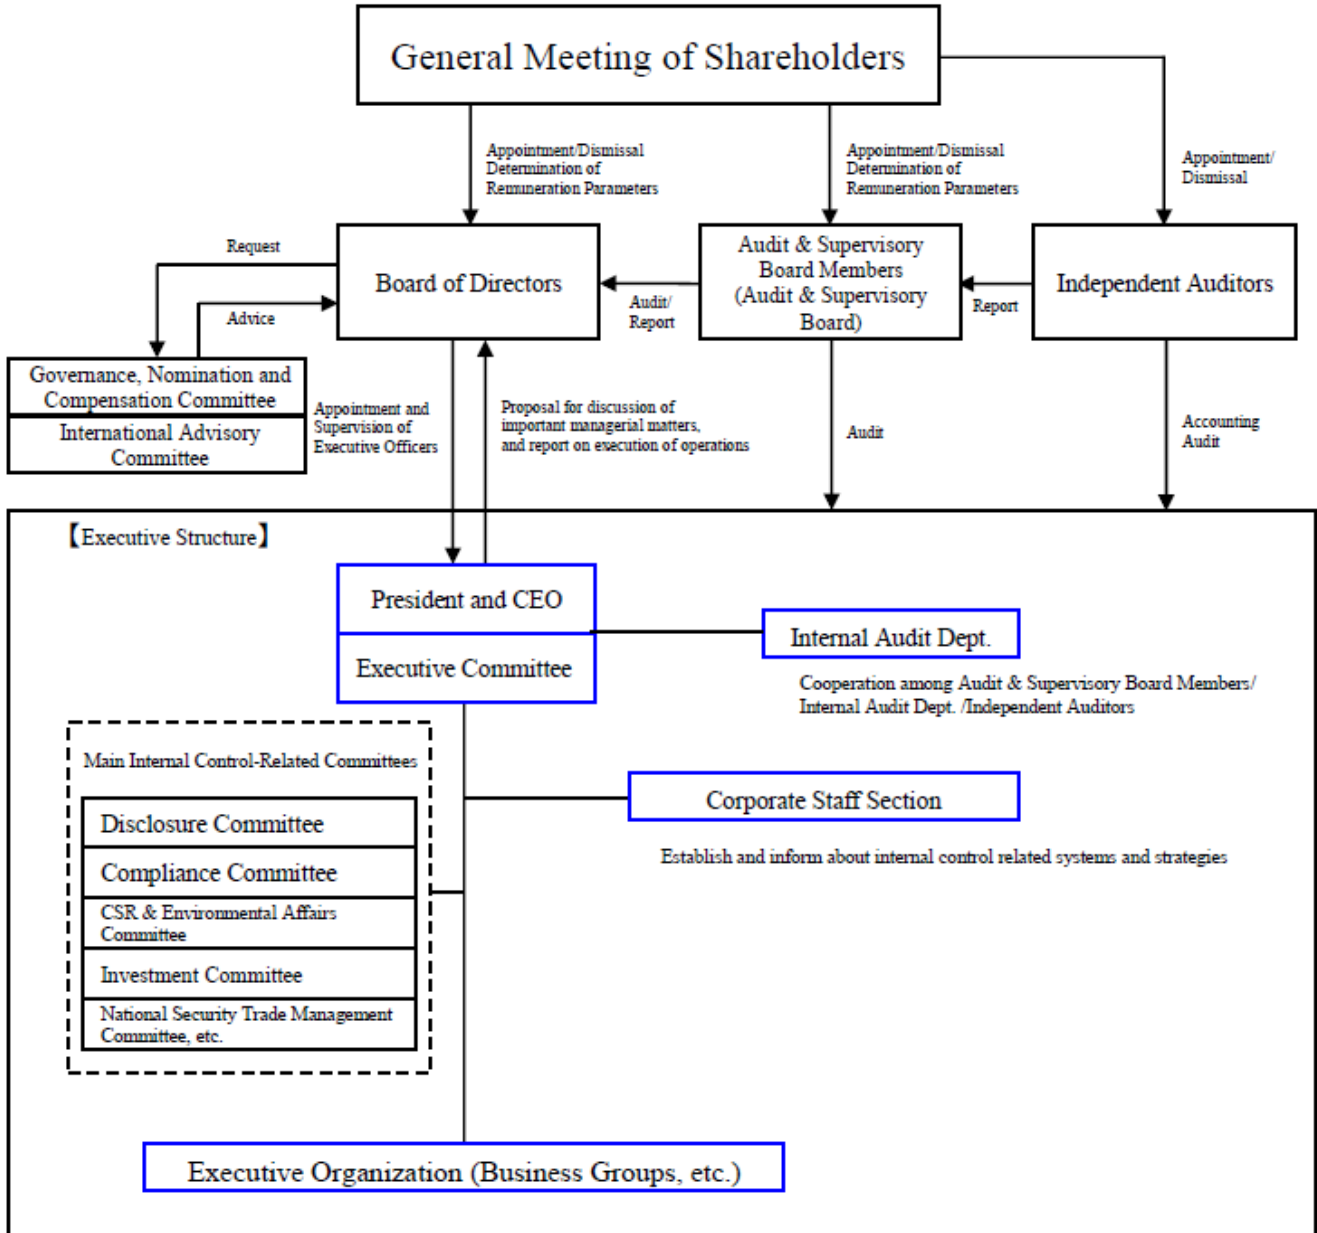 General Meeting of Shareholders
Appointment/Dismissal
Determination of
Remuneration Parameters
Appointment/Dismissal
Determination of
Remuneration Parameters
Appointment/
Dismissal
Request
Advice
Board of Directors
Audit/
Report
Audit & Supervisory
Board Members
(Audit & Supervisory
Board)
Report
Independent Auditors
Governance, Nomination and
Compensation Committee
International Advisory
Committee
Appointment and
Supervision of
Executive Officers
Proposal for discussion of
important managerial matters,
and report on execution of operations
Audit
Accounting
Audit
【Executive Structure】
President and CEO
Executive Committee
Internal Audit Dept.
Cooperation among Audit & Supervisory Board Members/
Internal Audit Dept. /Independent Auditors
Main Internal Control-Related Committees
Disclosure Committee
Compliance Committee
CSR & Environmental Affairs
Committee
Investment Committee
National Security Trade Management
Committee, etc.
Corporate Staff Section
Establish and inform about internal control related systems and strategies
Executive Organization (Business Groups, etc.)